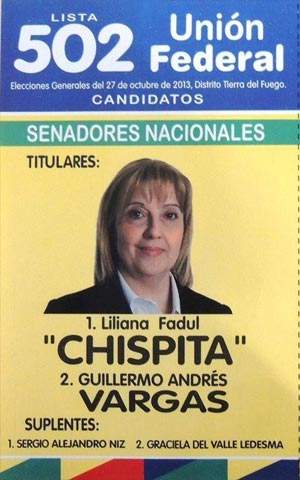 LISTA
502
Unión
Federal
Elecciones Generales del 27 de octubre de 2013, Distrito Tierra del Fuego.
CANDIDATOS
SENADORES NACIONALES
TITULARES:
1. Liliana Fadul
"CHISPITA"
2. GUILLERMO ANDRÉS
VARGAS
SUPLENTES:
1. SERGIO ALEJANDRO NIZ 2. GRACIELA DEL VALLE LEDESMA